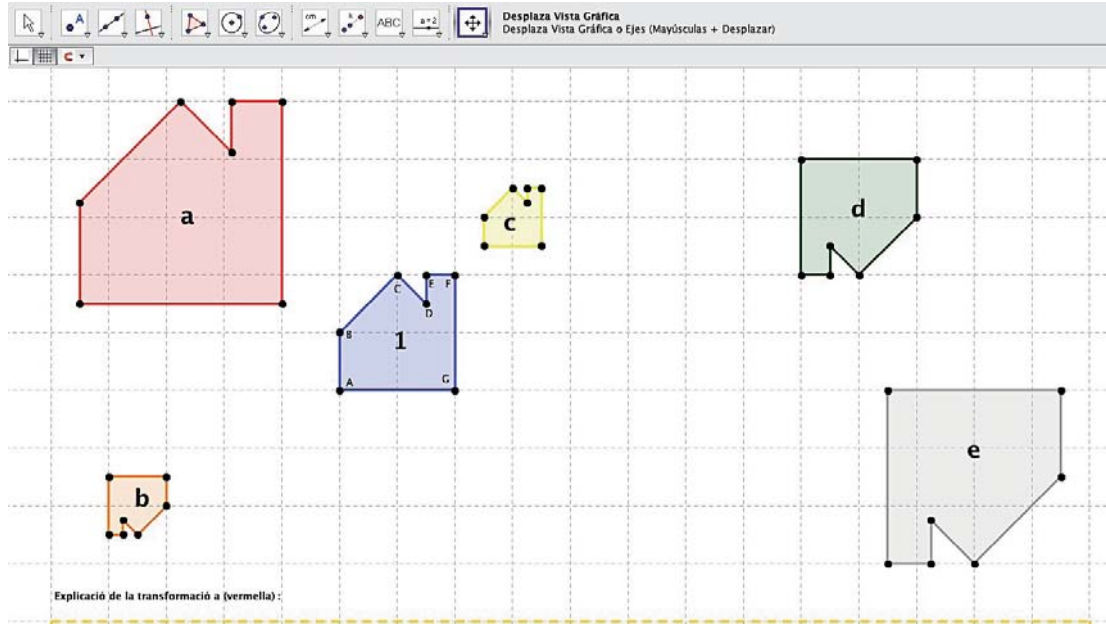 ABC
a=2
Desplaza Vista Gráfica
Desplaza Vista Gráfica o Ejes (Mayúsculas + Desplazar)
a
c
d
C
E
F
D
B
1
A
G
e
b
Explicació de la transformació a (vermella) :